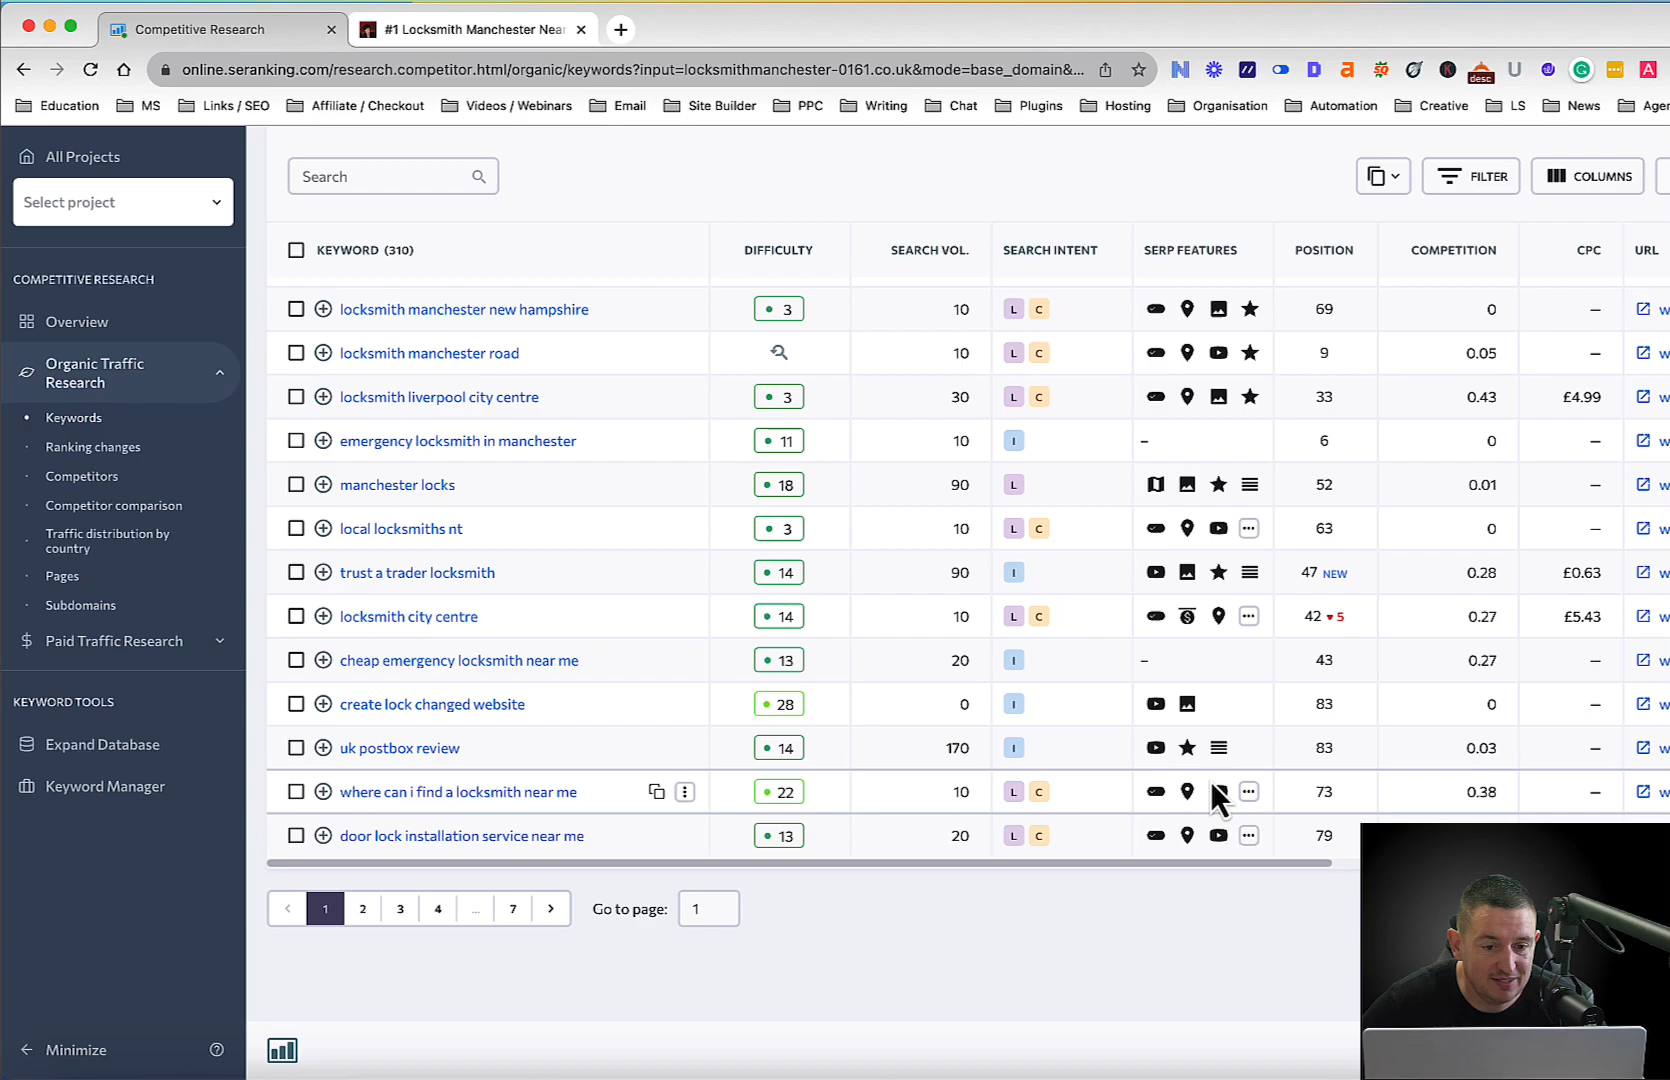 Competitive Research
#1 Locksmith Manchester Near
online.seranking.com/research.competitor.html/organic/keywords?input=locksmithmanchester-0161.co.uk&mode=base_domain&...
desc
Education MS Links / SEO Affiliate / Checkout Videos / Webinars Email Site Builder PPC Writing Chat Plugins Hosting Organisation Automation Creative LS News Agen
All Projects
Select project
COMPETITIVE RESEARCH
Overview
Organic Traffic
Research
Keywords
Ranking changes
Competitors
Competitor comparison
Traffic distribution by
country
Pages
Subdomains
Paid Traffic Research
KEYWORD TOOLS
Expand Database
Keyword Manager
Minimize
Search
FILTER COLUMNS
KEYWORD (310) DIFFICULTY SEARCH VOL. SEARCH INTENT SERP FEATURES POSITION COMPETITION CPC URL
locksmith manchester new hampshire 3 10 L C 69 0 – w
locksmith manchester road 10 L C 9 0.05 – w
locksmith liverpool city centre 3 30 L C 33 0.43 £4.99 w
emergency locksmith in manchester 11 10 I – 6 0 – w
manchester locks 18 90 L 52 0.01 – w
local locksmiths nt 3 10 L C 63 0 – w
trust a trader locksmith 14 90 I 47 NEW 0.28 £0.63 w
locksmith city centre 14 10 L C 42 5 0.27 £5.43 w
cheap emergency locksmith near me 13 20 I – 43 0.27 – w
create lock changed website 28 0 I 83 0 – w
uk postbox review 14 170 I 83 0.03 – w
where can i find a locksmith near me 22 10 L C 73 0.38 – w
door lock installation service near me 13 20 L C 79
1 2 3 4 ... 7 Go to page: 1